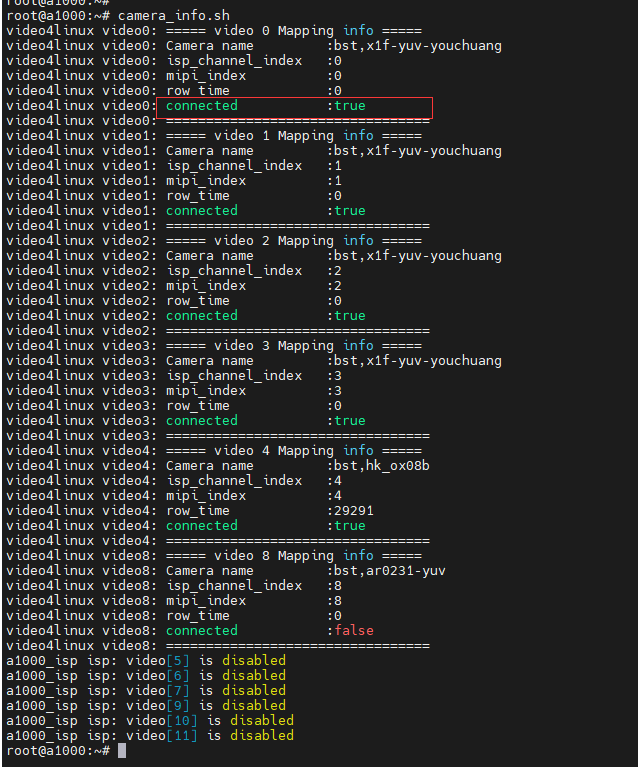 root@a1000:~#
root@a1000:~# camera_info.sh
video4linux video0: ===== video 0 Mapping info =====
video4linux video0: Camera name :bst,x1f-yuv-youchuang
video4linux video0: isp_channel_index :0
video4linux video0: mipi_index :0
video4linux video0: row_time :0
video4linux video0: connected :true
video4linux video0: =================================
video4linux video1: ===== video 1 Mapping info =====
video4linux video1: Camera name :bst,x1f-yuv-youchuang
video4linux video1: isp_channel_index :1
video4linux video1: mipi_index :1
video4linux video1: row_time :0
video4linux video1: connected :true
video4linux video1: =================================
video4linux video2: ===== video 2 Mapping info =====
video4linux video2: Camera name :bst,x1f-yuv-youchuang
video4linux video2: isp_channel_index :2
video4linux video2: mipi_index :2
video4linux video2: row_time :0
video4linux video2: connected :true
video4linux video2: =================================
video4linux video3: ===== video 3 Mapping info =====
video4linux video3: Camera name :bst,x1f-yuv-youchuang
video4linux video3: isp_channel_index :3
video4linux video3: mipi_index :3
video4linux video3: row_time :0
video4linux video3: connected :true
video4linux video3: =================================
video4linux video4: ===== video 4 Mapping info =====
video4linux video4: Camera name :bst,hk_ox08b
video4linux video4: isp_channel_index :4
video4linux video4: mipi_index :4
video4linux video4: row_time :29291
video4linux video4: connected :true
video4linux video4: =================================
video4linux video8: ===== video 8 Mapping info =====
video4linux video8: Camera name :bst,ar0231-yuv
video4linux video8: isp_channel_index :8
video4linux video8: mipi_index :8
video4linux video8: row_time :0
video4linux video8: connected :false
video4linux video8: =================================
a1000_isp isp: video[5] is disabled
a1000_isp isp: video[6] is disabled
a1000_isp isp: video[7] is disabled
a1000_isp isp: video[9] is disabled
a1000_isp isp: video[10] is disabled
a1000_isp isp: video[11] is disabled
root@a1000:~#